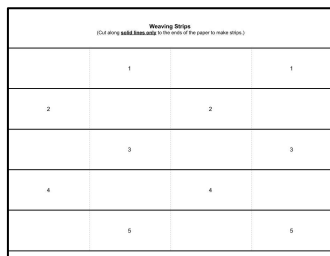 Weaving Strips
(Cut along solid lines only to the ends of the paper to make strips.)
1 1
2 2
3 3
4 4
5 5